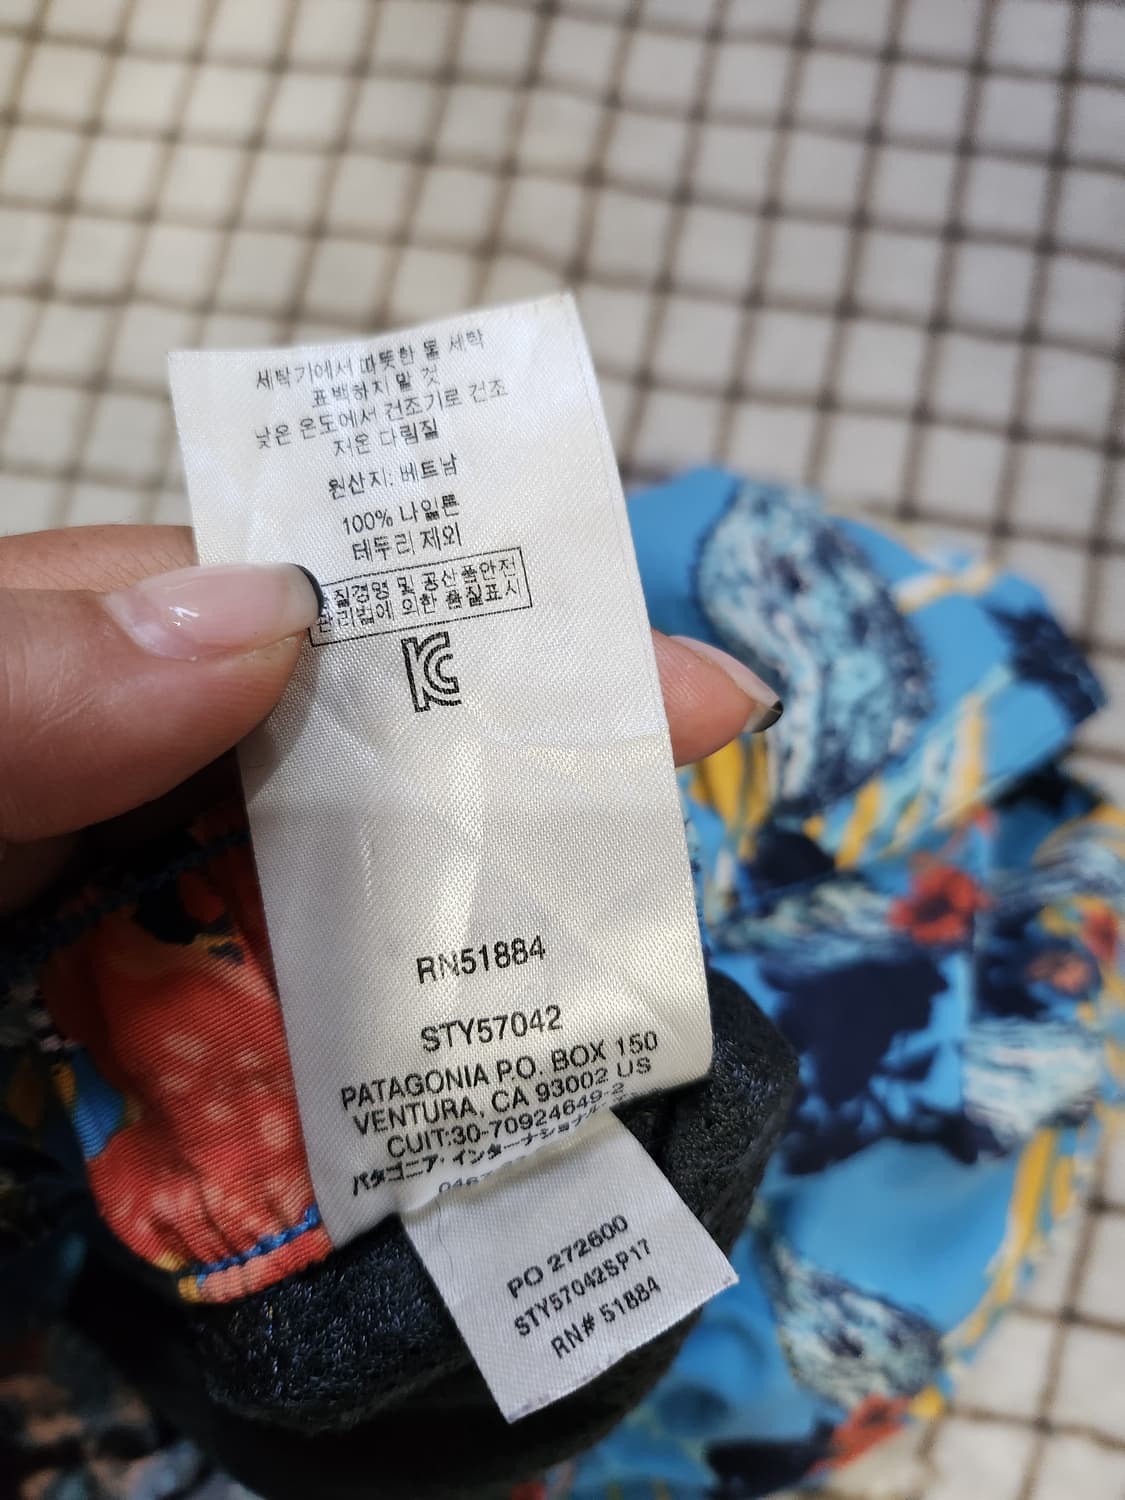 세탁기에서 따뜻한 물 세탁
표백하지 말 것
낮은 온도에서 건조기로 건조
저온 다림질
원산지: 베트남
100% 나일론
테두리 제외
질경영 및 공산품안전
관리법에 의한 품질표시
KC
RN51884
STY57042
PATAGONIA P.O. BOX 150
VENTURA, CA 93002 US
CUIT:30-70924649-2
パタゴニア・インターナショナル
046
PO 272600
STY57042SP17
RN# 51884